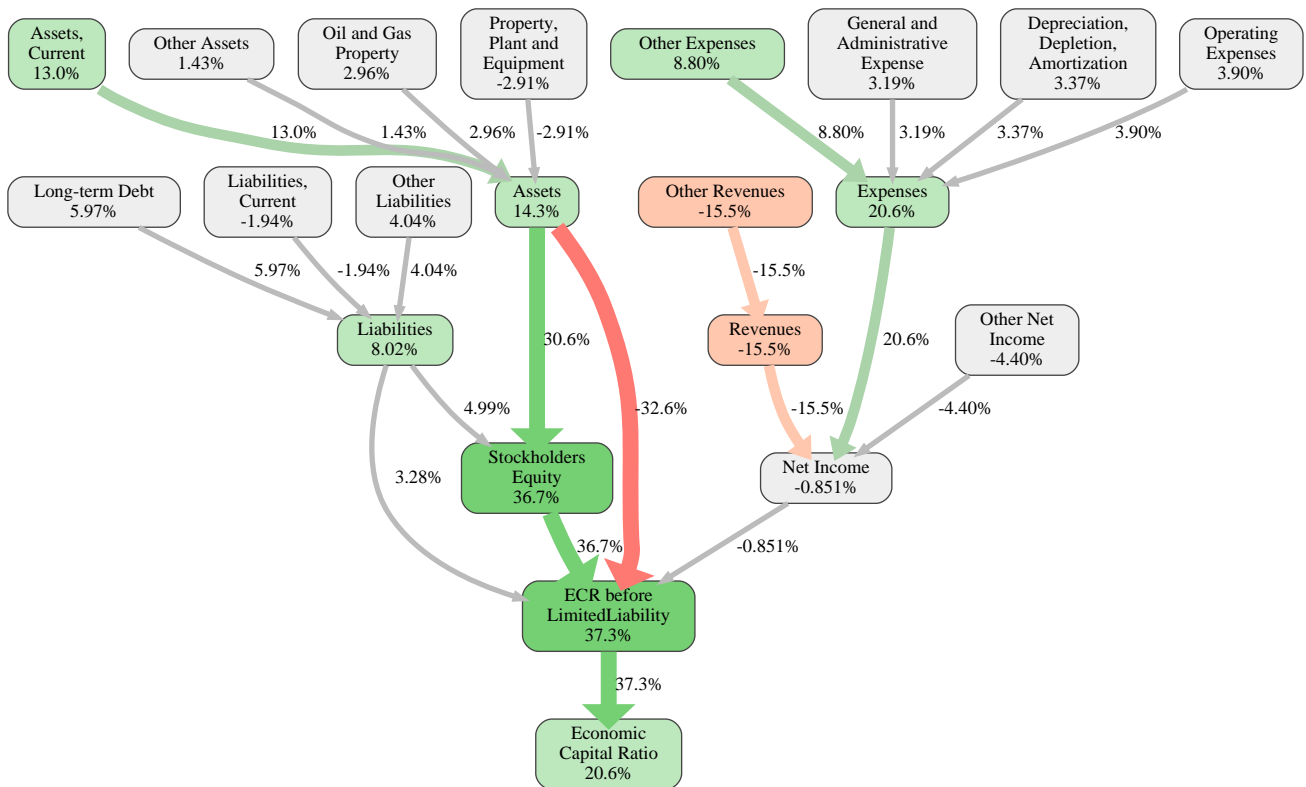 Assets,
Current
13.0%
Other Assets
1.43%
Oil and Gas
Property
2.96%
Property,
Plant and
Equipment
-2.91%
Other Expenses
8.80%
General and
Administrative
Expense
3.19%
Depreciation,
Depletion,
Amortization
3.37%
Operating
Expenses
3.90%
13.0%
1.43%
2.96%
-2.91%
8.80%
3.19%
3.37%
3.90%
Long-term Debt
5.97%
Liabilities,
Current
-1.94%
Other
Liabilities
4.04%
Assets
14.3%
Other Revenues
-15.5%
Expenses
20.6%
5.97%
-1.94%
4.04%
-15.5%
Liabilities
8.02%
30.6%
Revenues
-15.5%
20.6%
Other Net
Income
-4.40%
4.99%
-32.6%
-15.5%
-4.40%
3.28%
Stockholders
Equity
36.7%
Net Income
-0.851%
36.7%
-0.851%
ECR before
LimitedLiability
37.3%
37.3%
Economic
Capital Ratio
20.6%